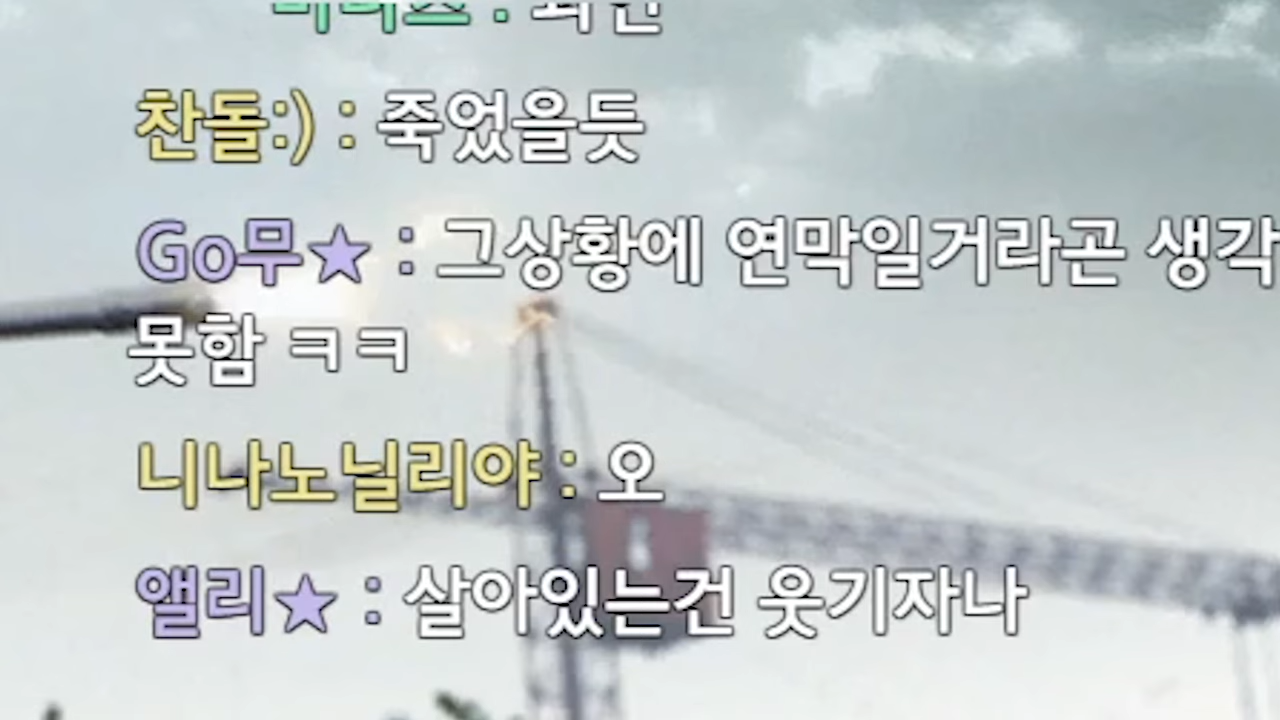 찬돌:) : 죽었을듯
Go무★ : 그상황에 연막일거라곤 생각
못함 ㅋㅋ
니나노닐리야 : 오
앨리★ : 살아있는건 웃기자나